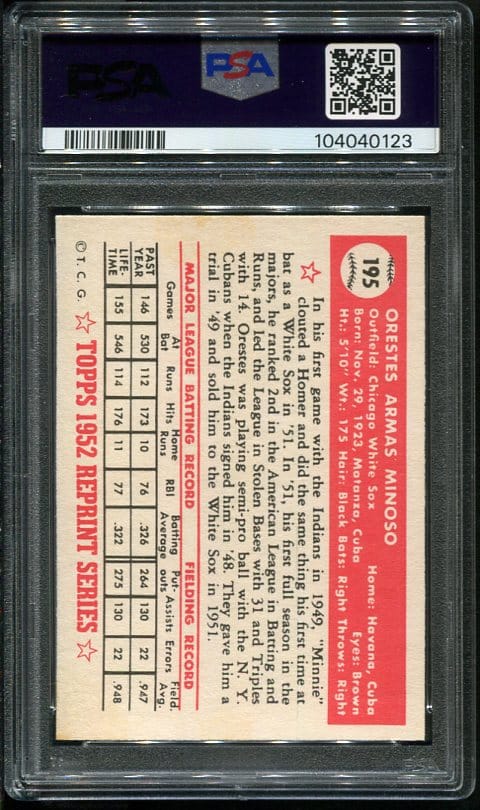 PSA
PSA
104040123
195
ORESTES ARMAS MINOSO
Outfield: Chicago White Sox Home: Havana, Cuba
Born: Nov. 29, 1923, Matanza, Cuba Eyes: Brown
Ht.: 5'10" Wt.: 175 Hair: Black Bats: Right Throws: Right
In his first game with the Indians in 1949, "Minnie"
clouted a Homer and did the same thing his first time at
bat as a White Sox in '51. In '51, his first full season in the
majors, he ranked 2nd in the American League in Batting and
Runs, and led the League in Stolen Bases with 31 and Triples
with 14. Orestes was playing semi-pro ball with the N. Y.
Cubans when the Indians signed him in '48. They gave him a
trial in '49 and sold him to the White Sox in 1951.
MAJOR LEAGUE BATTING RECORD FIELDING RECORD
Games At Bat Runs Hits Home Runs RBI Batting Average Put-outs Assists Errors Field. Avg.
PAST YEAR 146 530 112 173 10 76 .326 264 130 22 .947
LIFE-TIME 155 546 114 176 11 77 .322 275 130 22 .948
© T. C. G. TOPPS 1952 REPRINT SERIES